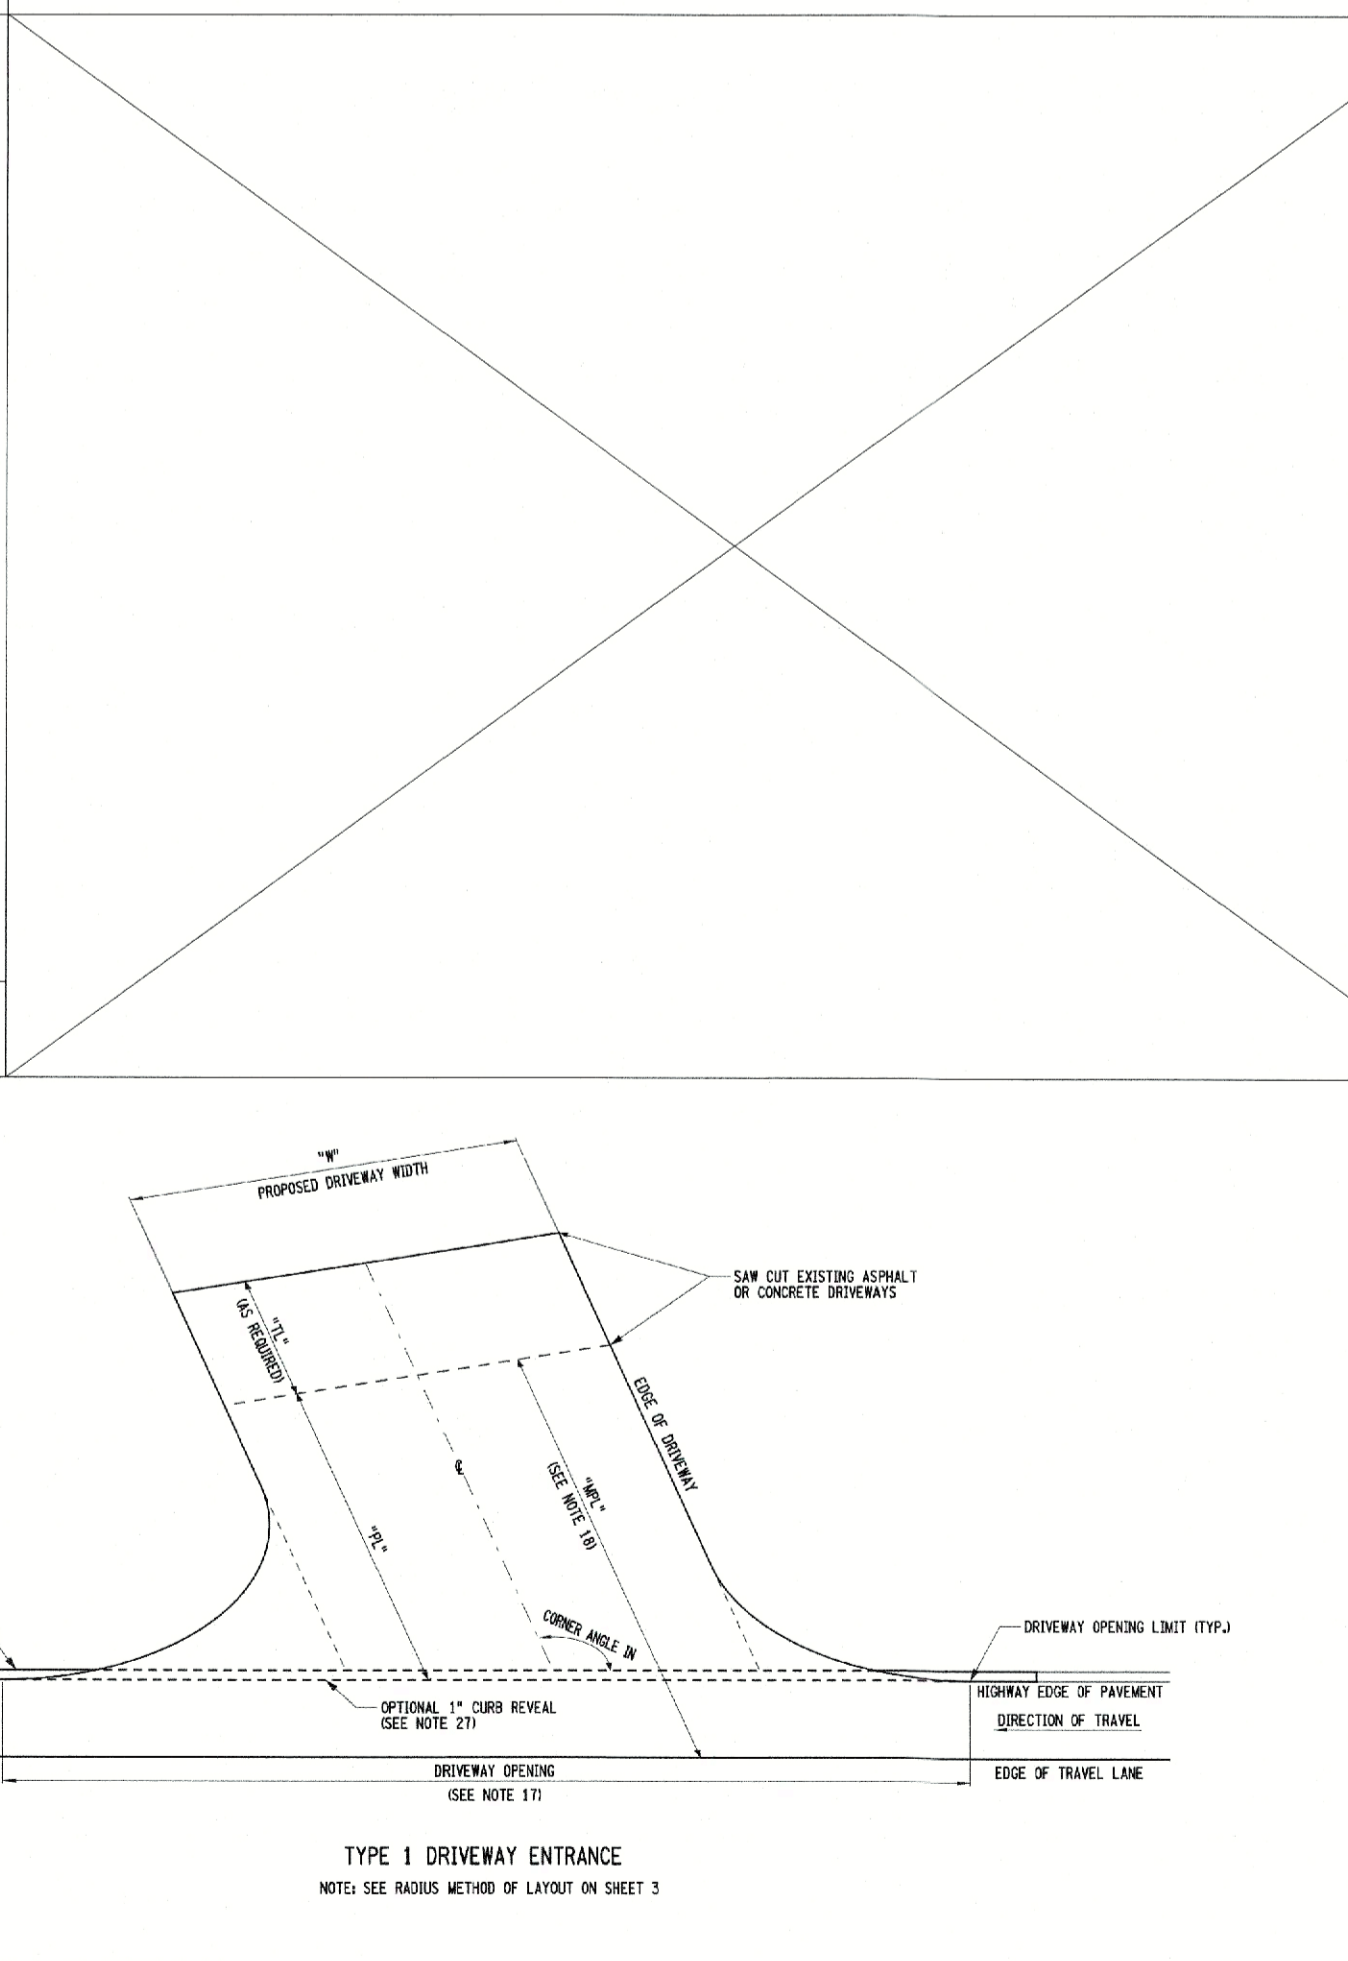 "W"
PROPOSED DRIVEWAY WIDTH
SAW CUT EXISTING ASPHALT
OR CONCRETE DRIVEWAYS
"TL"
(AS REQUIRED)
EDGE OF DRIVEWAY
"MPL"
(SEE NOTE 18)
℄
"PL"
CORNER ANGLE IN
DRIVEWAY OPENING LIMIT (TYP.)
HIGHWAY EDGE OF PAVEMENT
OPTIONAL 1" CURB REVEAL
(SEE NOTE 27)
DIRECTION OF TRAVEL
DRIVEWAY OPENING
(SEE NOTE 17)
EDGE OF TRAVEL LANE
TYPE 1 DRIVEWAY ENTRANCE
NOTE: SEE RADIUS METHOD OF LAYOUT ON SHEET 3